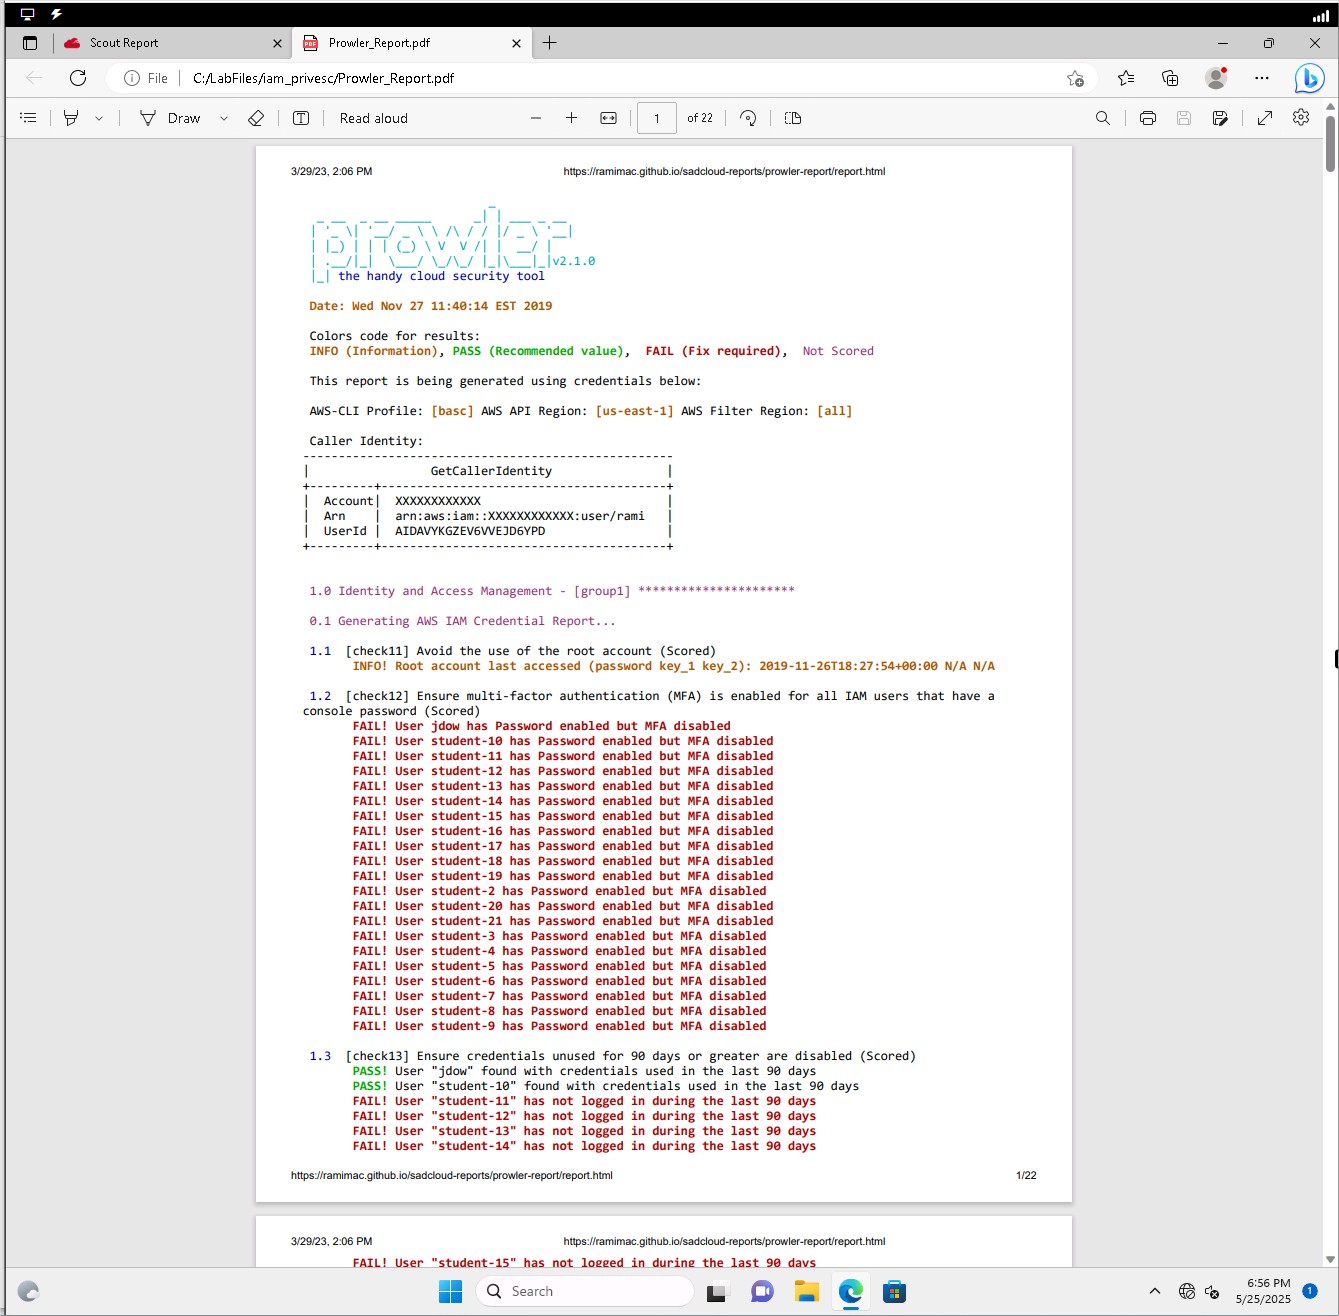 Scout Report
Prowler_Report.pdf
File
C:/LabFiles/iam_privesc/Prowler_Report.pdf
Draw
Read aloud
1
of 22
3/29/23, 2:06 PM
https://ramimac.github.io/sadcloud-reports/prowler-report/report.html
prowler
v2.1.0
the handy cloud security tool
Date: Wed Nov 27 11:40:14 EST 2019
Colors code for results:
INFO (Information), PASS (Recommended value), FAIL (Fix required), Not Scored
This report is being generated using credentials below:
AWS-CLI Profile: [basc] AWS API Region: [us-east-1] AWS Filter Region: [all]
Caller Identity:
-----------------------------------------------------
| GetCallerIdentity |
+---------+-----------------------------------------+
| Account| XXXXXXXXXXXX |
| Arn | arn:aws:iam::XXXXXXXXXXXX:user/rami |
| UserId | AIDAVYKGZEV6VVEJD6YPD |
+---------+-----------------------------------------+
1.0 Identity and Access Management - [group1] **********************
0.1 Generating AWS IAM Credential Report...
1.1 [check11] Avoid the use of the root account (Scored)
INFO! Root account last accessed (password key_1 key_2): 2019-11-26T18:27:54+00:00 N/A N/A
1.2 [check12] Ensure multi-factor authentication (MFA) is enabled for all IAM users that have a
console password (Scored)
FAIL! User jdow has Password enabled but MFA disabled
FAIL! User student-10 has Password enabled but MFA disabled
FAIL! User student-11 has Password enabled but MFA disabled
FAIL! User student-12 has Password enabled but MFA disabled
FAIL! User student-13 has Password enabled but MFA disabled
FAIL! User student-14 has Password enabled but MFA disabled
FAIL! User student-15 has Password enabled but MFA disabled
FAIL! User student-16 has Password enabled but MFA disabled
FAIL! User student-17 has Password enabled but MFA disabled
FAIL! User student-18 has Password enabled but MFA disabled
FAIL! User student-19 has Password enabled but MFA disabled
FAIL! User student-2 has Password enabled but MFA disabled
FAIL! User student-20 has Password enabled but MFA disabled
FAIL! User student-21 has Password enabled but MFA disabled
FAIL! User student-3 has Password enabled but MFA disabled
FAIL! User student-4 has Password enabled but MFA disabled
FAIL! User student-5 has Password enabled but MFA disabled
FAIL! User student-6 has Password enabled but MFA disabled
FAIL! User student-7 has Password enabled but MFA disabled
FAIL! User student-8 has Password enabled but MFA disabled
FAIL! User student-9 has Password enabled but MFA disabled
1.3 [check13] Ensure credentials unused for 90 days or greater are disabled (Scored)
PASS! User "jdow" found with credentials used in the last 90 days
PASS! User "student-10" found with credentials used in the last 90 days
FAIL! User "student-11" has not logged in during the last 90 days
FAIL! User "student-12" has not logged in during the last 90 days
FAIL! User "student-13" has not logged in during the last 90 days
FAIL! User "student-14" has not logged in during the last 90 days
https://ramimac.github.io/sadcloud-reports/prowler-report/report.html
1/22
3/29/23, 2:06 PM
https://ramimac.github.io/sadcloud-reports/prowler-report/report.html
FAIL! User "student-15" has not logged in during the last 90 days
Search
6:56 PM
5/25/2025
1